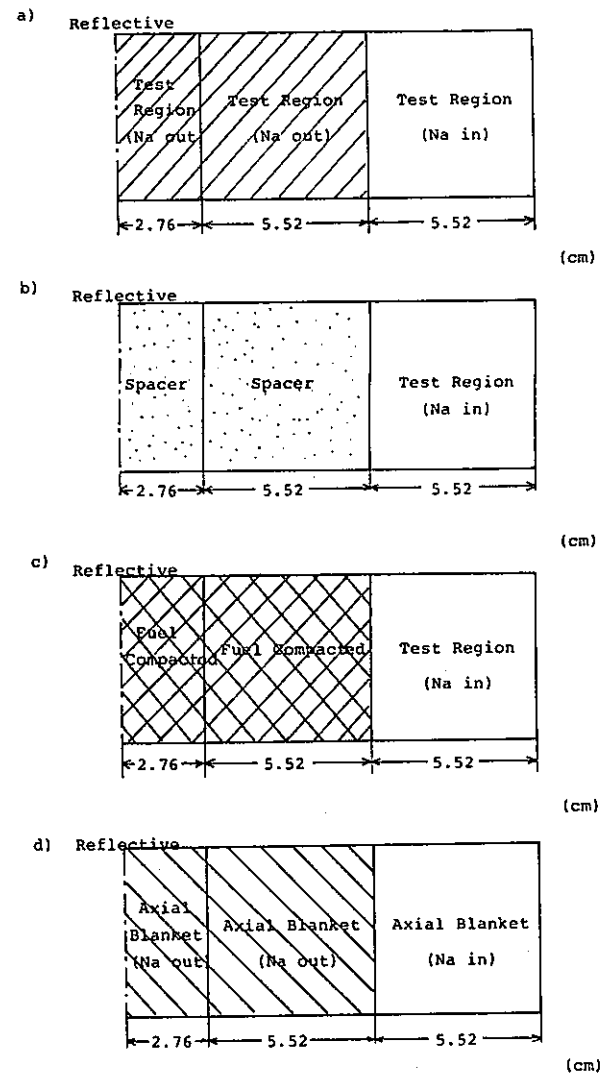 a)
Reflective
Test
Region
(Na out
Test Region
(Na out)
Test Region
(Na in)
2.76
5.52
5.52
(cm)
b)
Reflective
Spacer
Spacer
Test Region
(Na in)
2.76
5.52
5.52
(cm)
c)
Reflective
Fuel
Compacted
Fuel Compacted
Test Region
(Na in)
2.76
5.52
5.52
(cm)
d)
Reflective
Axial
Blanket
(Na out)
Axial Blanket
(Na out)
Axial Blanket
(Na in)
2.76
5.52
5.52
(cm)